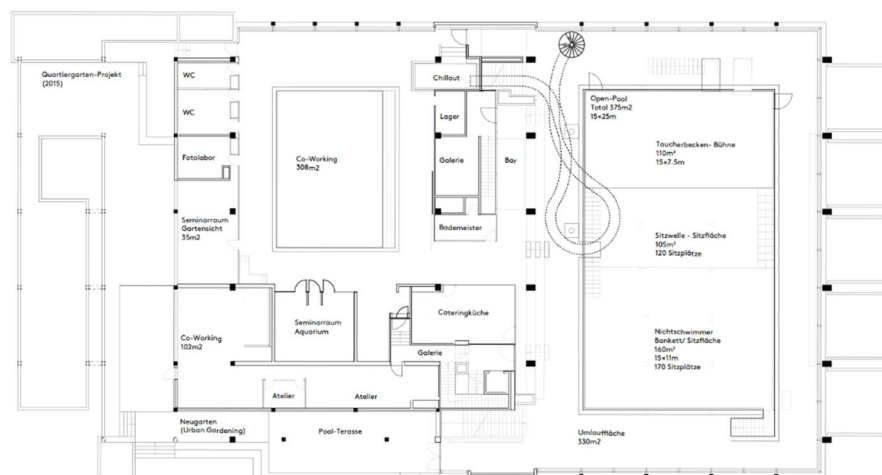 Quartiergarten-Projekt
(2015)
WC
WC
Fotolabor
Seminarraum
Gartensicht
35m2
Co-Working
308m2
Chillout
Lager
Galerie
Bar
Bademeister
Open-Pool
Total 375m2
15×25m
Taucherbecken- Bühne
110m²
15×7.5m
Sitzwelle - Sitzfläche
105m²
120 Sitzplätze
Nichtschwimmer
Bankett/ Sitzfläche
160m²
15×11m
170 Sitzplätze
Co-Working
102m2
Seminarraum
Aquarium
Cateringküche
Galerie
Atelier
Atelier
Neugarten
(Urban Gardening)
Pool-Terasse
Umlauffläche
330m2